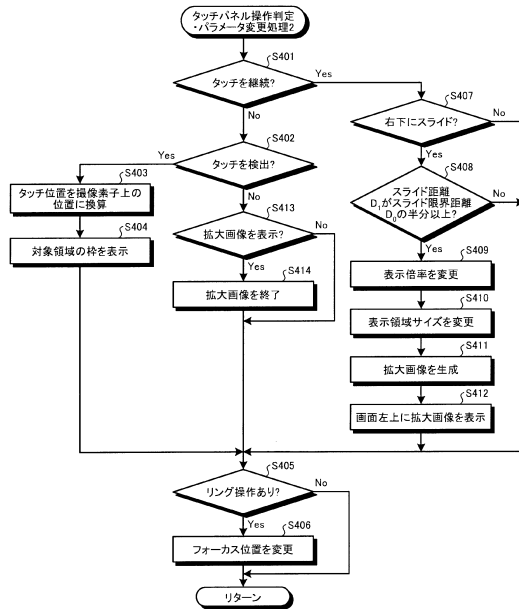 タッチパネル操作判定
・パラメータ変更処理2
S401
タッチを継続?
Yes
No
S407
右下にスライド?
No
Yes
S402
タッチを検出?
Yes
No
S408
スライド距離
D1がスライド限界距離
D0の半分以上?
No
Yes
S403
タッチ位置を撮像素子上の
位置に換算
S404
対象領域の枠を表示
S413
拡大画像を表示?
No
Yes
S414
拡大画像を終了
S409
表示倍率を変更
S410
表示領域サイズを変更
S411
拡大画像を生成
S412
画面左上に拡大画像を表示
S405
リング操作あり?
No
Yes
S406
フォーカス位置を変更
リターン